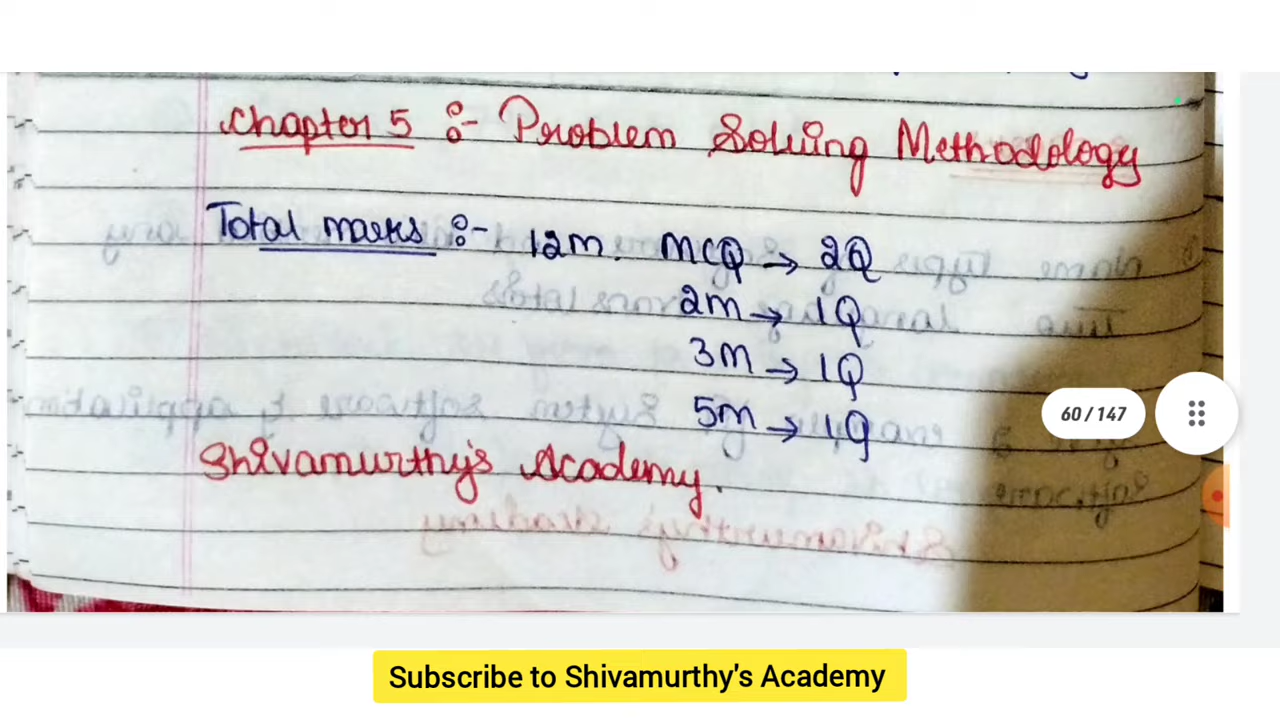 Chapter 5 :- Problem Solving Methodology
Total marks :- 12m. MCQ → 2Q
2m → 1Q
3m → 1Q
5m → 1Q
60 / 147
Shivamurthy's Academy.
Subscribe to Shivamurthy's Academy